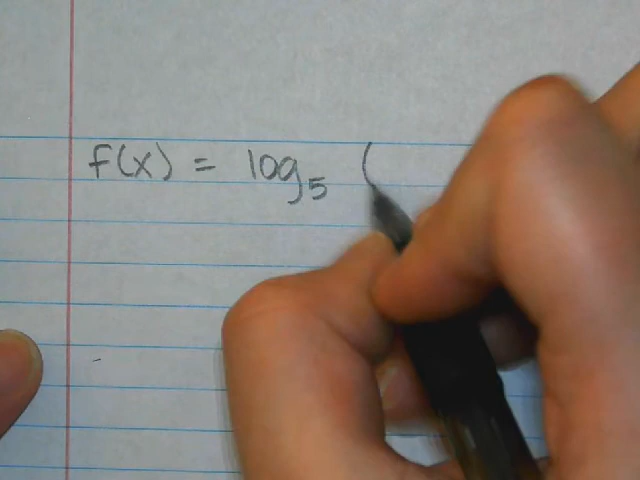 f(x) = log₅ (